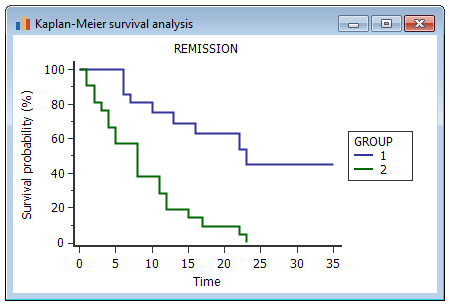 Kaplan-Meier survival analysis
REMISSION
Survival probability (%)
100
80
60
40
20
0
0 5 10 15 20 25 30 35
Time
GROUP
1
2